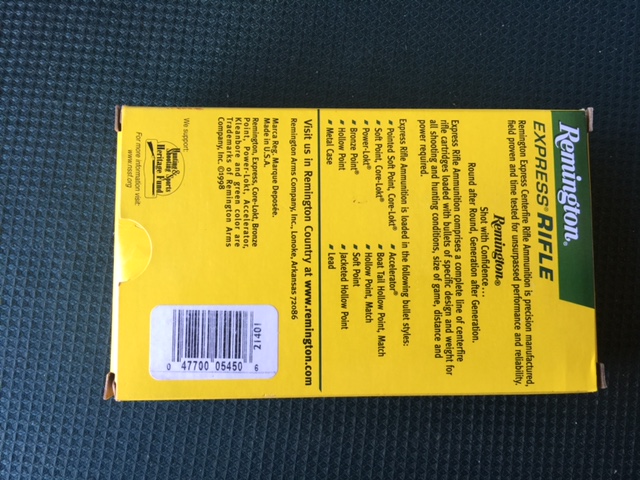 Remington®
EXPRESS® RIFLE
Remington Express Centerfire Rifle Ammunition is precision manufactured,
field proven and time tested for unsurpassed performance and reliability.
Remington®
Shot with Confidence...
Round after Round, Generation after Generation.
Express Rifle Ammunition comprises a complete line of centerfire
rifle cartridges loaded with bullets of specific design and weight for
all shooting and hunting conditions, size of game, distance and
power required.
Express Rifle Ammunition is loaded in the following bullet styles:
Pointed Soft Point, Core-Lokt®
Soft Point, Core-Lokt®
Power-Lokt®
Bronze Point®
Hollow Point
Metal Case
Accelerator®
Boat Tail Hollow Point, Match
Hollow Point, Match
Soft Point
Jacketed Hollow Point
Lead
Visit us in Remington Country at www.remington.com
Remington Arms Company, Inc., Lonoke, Arkansas 72086
Marca Reg. Marque Deposée.
Made in U.S.A.
Remington, Express, Core-Lokt, Bronze
Point, Power-Lokt, Accelerator,
Kleanbore and green color are
Trademarks of Remington Arms
Company, Inc. ©1998
We support:
Hunting &
Shooting Sports
Heritage Fund
For more information visit:
www.nssf.org
21401
0 47700 05450 9